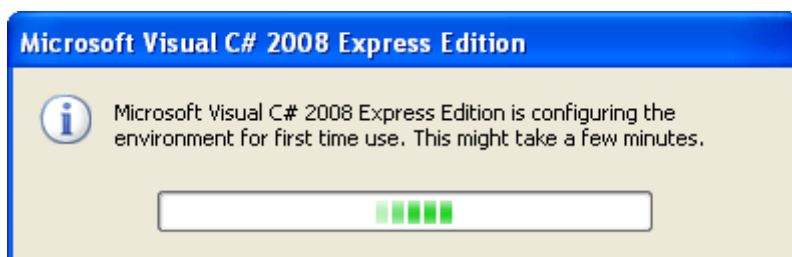 Microsoft Visual C# 2008 Express Edition
Microsoft Visual C# 2008 Express Edition is configuring the
environment for first time use. This might take a few minutes.